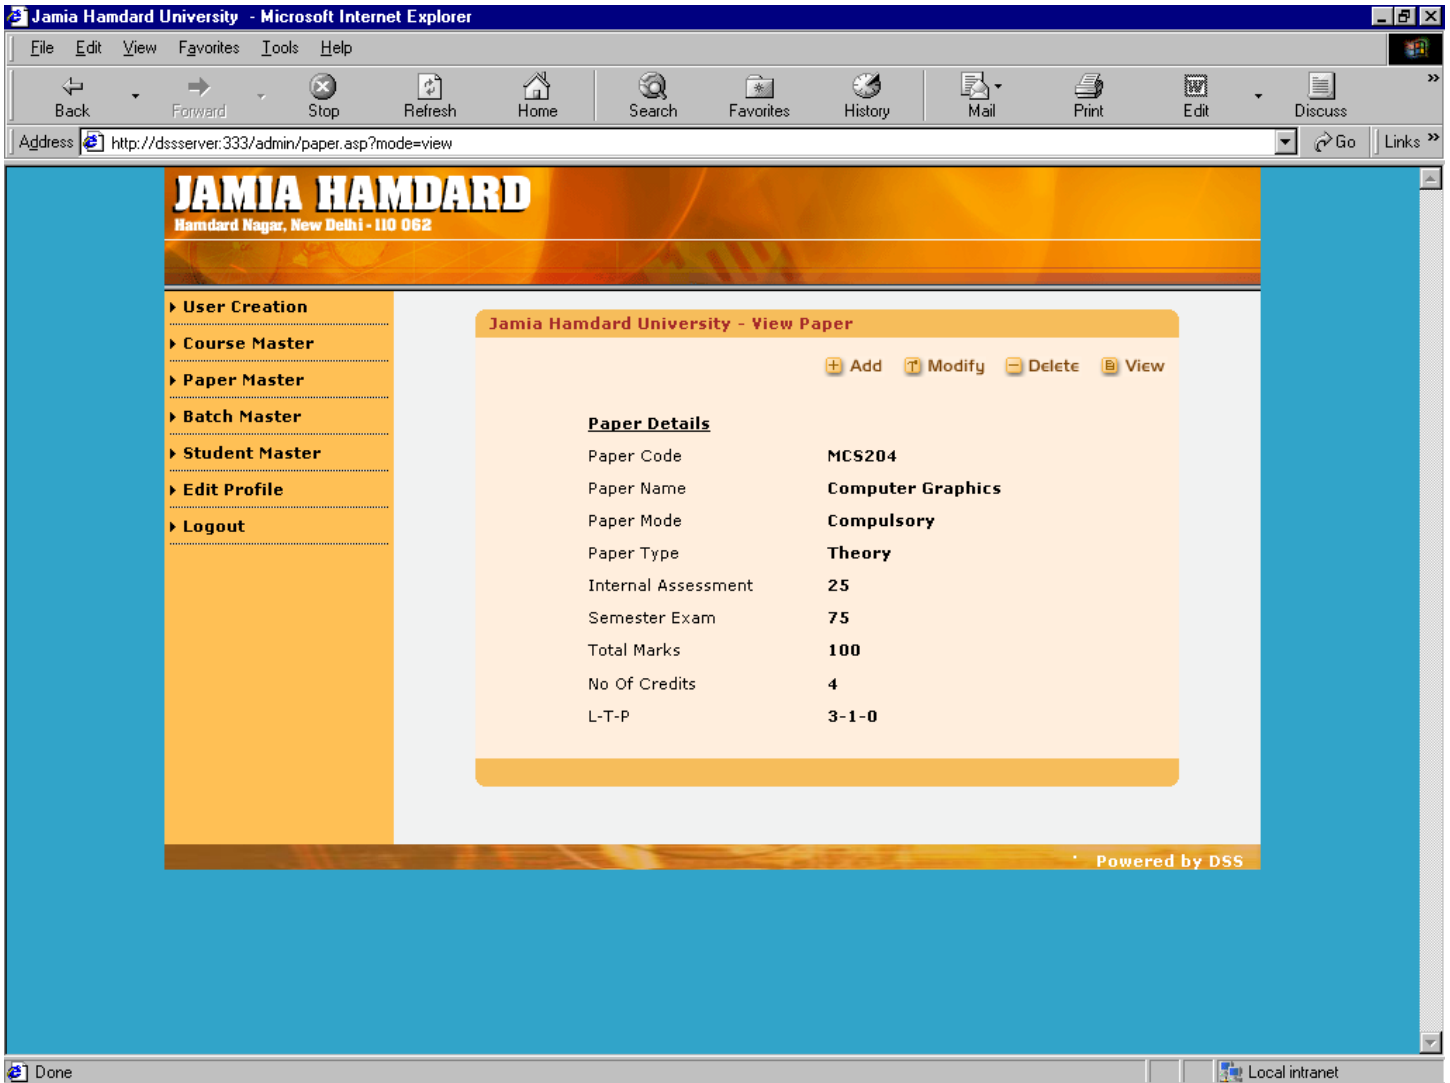 Jamia Hamdard University - Microsoft Internet Explorer
File Edit View Favorites Tools Help
Back Forward Stop Refresh Home Search Favorites History Mail Print Edit Discuss »
Address http://dssserver:333/admin/paper.asp?mode=view Go Links »
JAMIA HAMDARD
Hamdard Nagar, New Delhi - 110 062
User Creation
Course Master
Paper Master
Batch Master
Student Master
Edit Profile
Logout
Jamia Hamdard University - View Paper
Add Modify Delete View
Paper Details
Paper Code MCS204
Paper Name Computer Graphics
Paper Mode Compulsory
Paper Type Theory
Internal Assessment 25
Semester Exam 75
Total Marks 100
No Of Credits 4
L-T-P 3-1-0
Powered by DSS
Done Local intranet